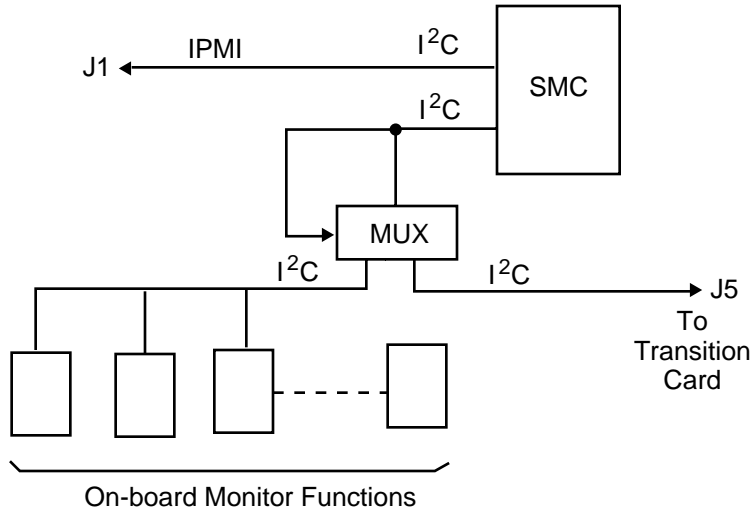 J1
IPMI
I²C
SMC
I²C
MUX
I²C
I²C
J5
To
Transition
Card
On-board Monitor Functions